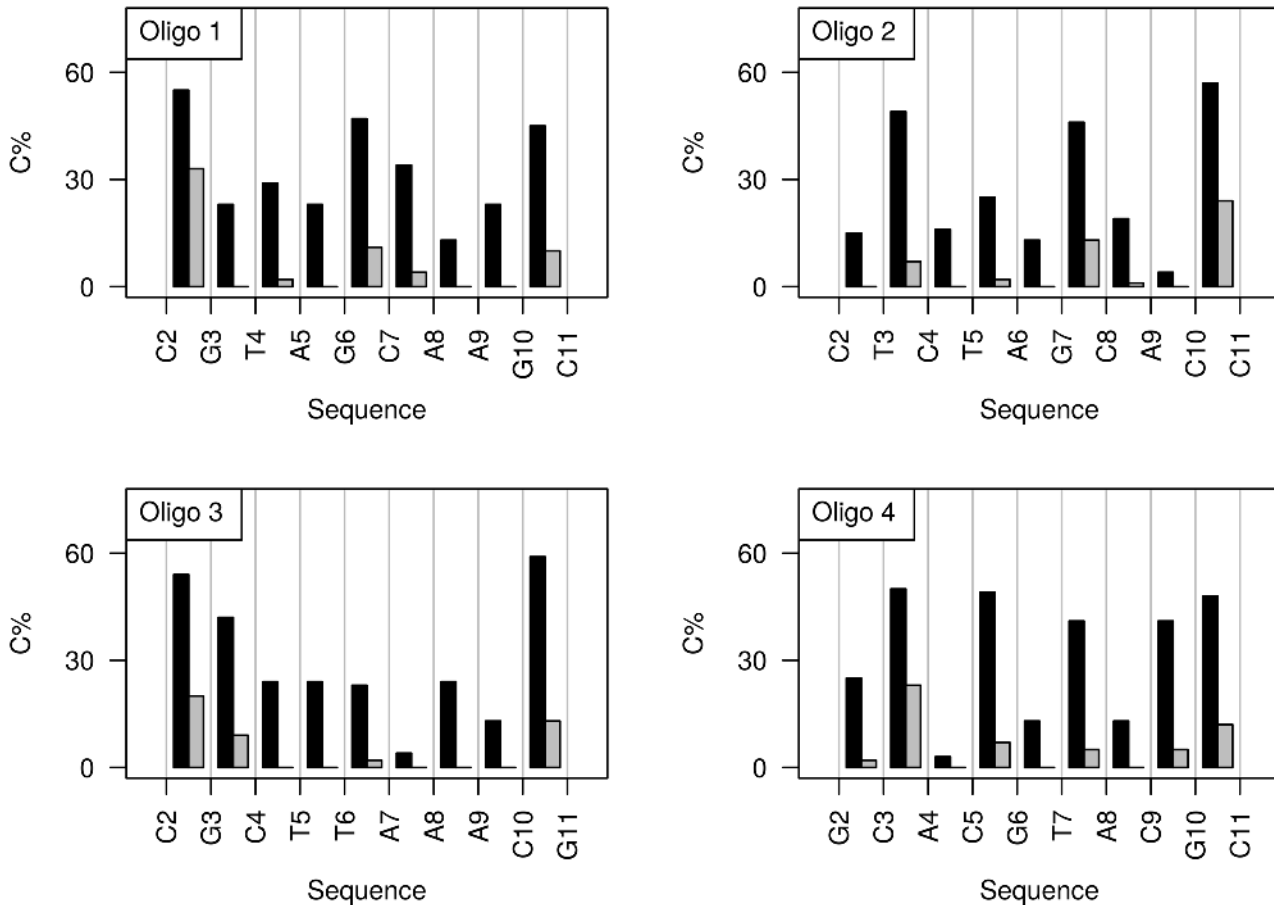 Oligo 1
C%
60
30
0
C2 G3 T4 A5 G6 C7 A8 A9 G10 C11
Sequence
Oligo 2
C%
60
30
0
C2 T3 C4 T5 A6 G7 C8 A9 C10 C11
Sequence
Oligo 3
C%
60
30
0
C2 G3 C4 T5 T6 A7 A8 A9 C10 G11
Sequence
Oligo 4
C%
60
30
0
G2 C3 A4 C5 G6 T7 A8 C9 G10 C11
Sequence